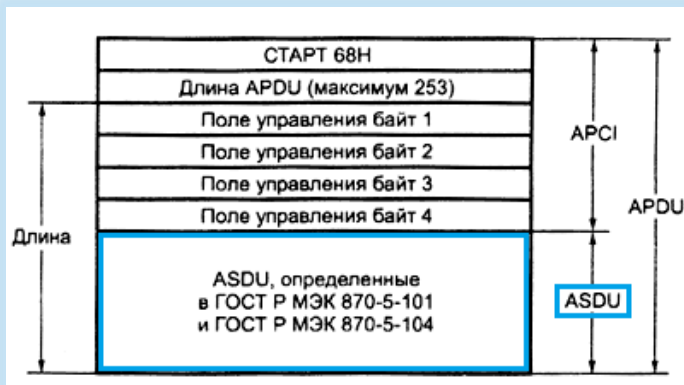 СТАРТ 68H
Длина APDU (максимум 253)
Поле управления байт 1
Поле управления байт 2
Поле управления байт 3
Поле управления байт 4
ASDU, определенные
в ГОСТ Р МЭК 870-5-101
и ГОСТ Р МЭК 870-5-104
Длина
APCI
ASDU
APDU